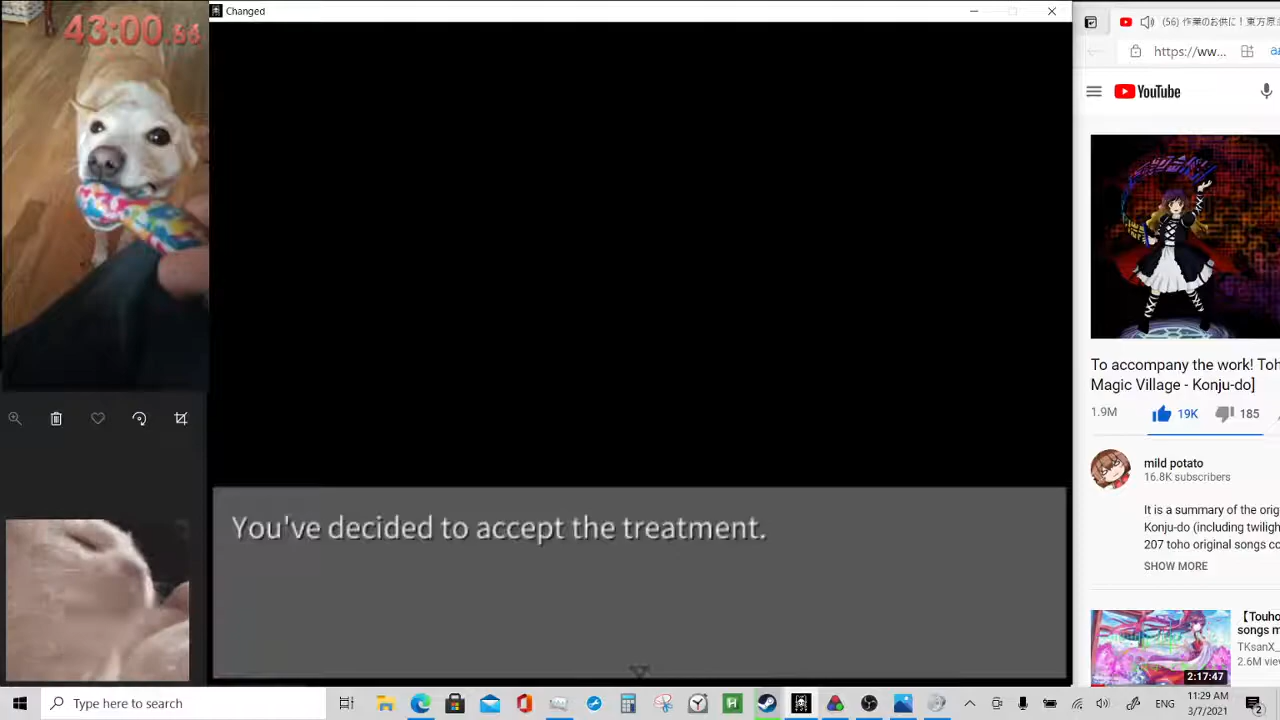 43:00.56
Changed
You've decided to accept the treatment.
(56) 作業のお供に！東方原
https://ww...
YouTube
To accompany the work! Toh
Magic Village - Konju-do]
1.9M
19K
185
mild potato
16.8K subscribers
It is a summary of the orig
Konju-do (including twiligh
207 toho original songs co
SHOW MORE
【Touho
songs m
TKsanX_
2.6M view
2:17:47
Type here to search
ENG
11:29 AM
3/7/2021
2